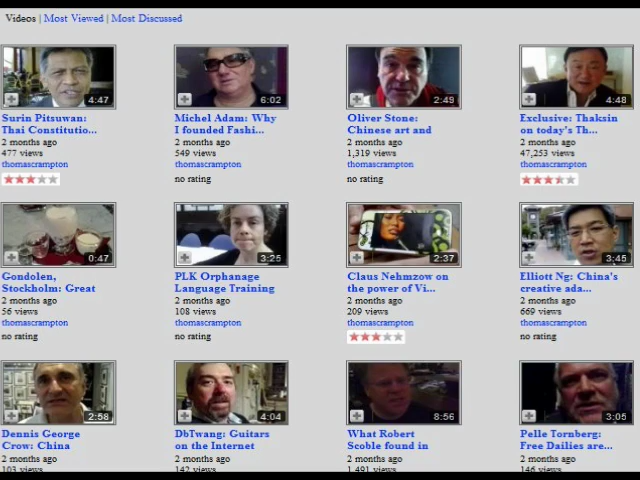 Videos | Most Viewed | Most Discussed
4:47 6:02 2:49 4:48
Surin Pitsuwan: Michel Adam: Why Oliver Stone: Exclusive: Thaksin
Thai Constitutio... I founded Fashi... Chinese art and on today's Th...
2 months ago 2 months ago 2 months ago 2 months ago
477 views 549 views 1,319 views 47,253 views
thomascrampton thomascrampton thomascrampton thomascrampton
no rating no rating
0:47 3:25 2:37 3:45
Gondolen, PLK Orphanage Claus Nehmzow on Elliott Ng: China's
Stockholm: Great Language Training the power of Vi... creative ada...
2 months ago 2 months ago 2 months ago 2 months ago
56 views 108 views 209 views 669 views
thomascrampton thomascrampton thomascrampton thomascrampton
no rating no rating no rating
2:58 4:04 8:56 3:05
Dennis George DbTwang: Guitars What Robert Pelle Tornberg:
Crow: China on the Internet Scoble found in Free Dailies are...
2 months ago 2 months ago 2 months ago 2 months ago
103 views 142 views 1,491 views 146 views